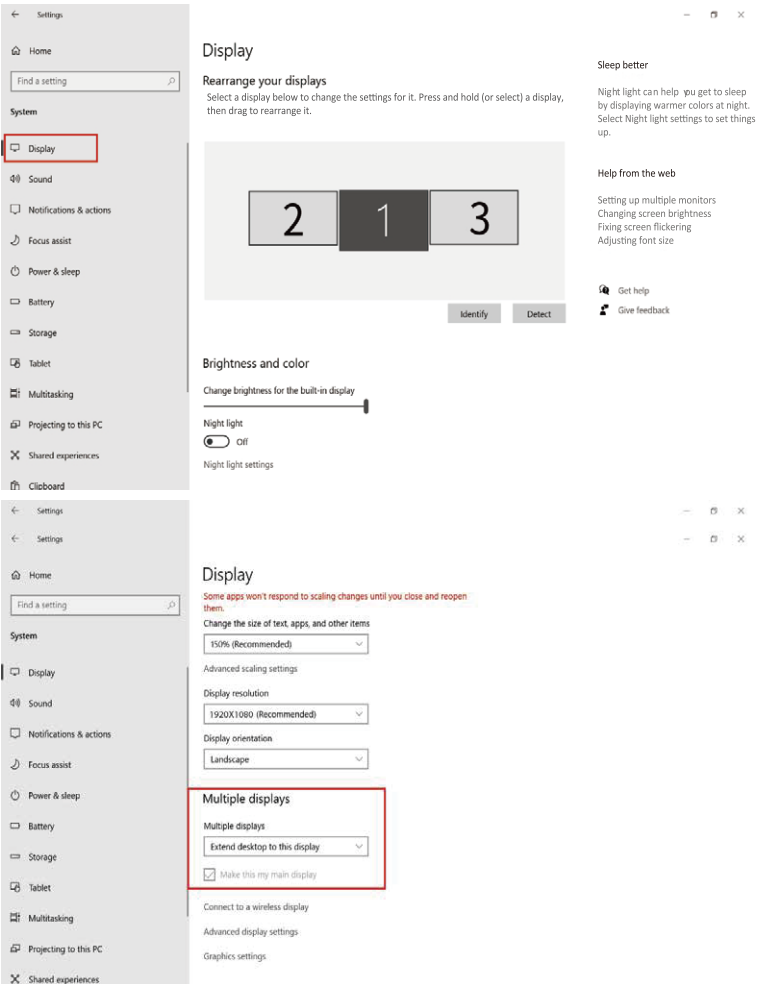 Settings
Home
Find a setting
System
Display
Sound
Notifications & actions
Focus assist
Power & sleep
Battery
Storage
Tablet
Multitasking
Projecting to this PC
Shared experiences
Clipboard
Display
Rearrange your displays
Select a display below to change the settings for it. Press and hold (or select) a display,
then drag to rearrange it.
2 1 3
Identify Detect
Brightness and color
Change brightness for the built-in display
Night light
Off
Night light settings
Sleep better
Night light can help you get to sleep
by displaying warmer colors at night.
Select Night light settings to set things
up.
Help from the web
Setting up multiple monitors
Changing screen brightness
Fixing screen flickering
Adjusting font size
Get help
Give feedback
Settings
Settings
Home
Find a setting
System
Display
Sound
Notifications & actions
Focus assist
Power & sleep
Battery
Storage
Tablet
Multitasking
Projecting to this PC
Shared experiences
Display
Some apps won't respond to scaling changes until you close and reopen
them.
Change the size of text, apps, and other items
150% (Recommended)
Advanced scaling settings
Display resolution
1920X1080 (Recommended)
Display orientation
Landscape
Multiple displays
Multiple displays
Extend desktop to this display
Make this my main display
Connect to a wireless display
Advanced display settings
Graphics settings